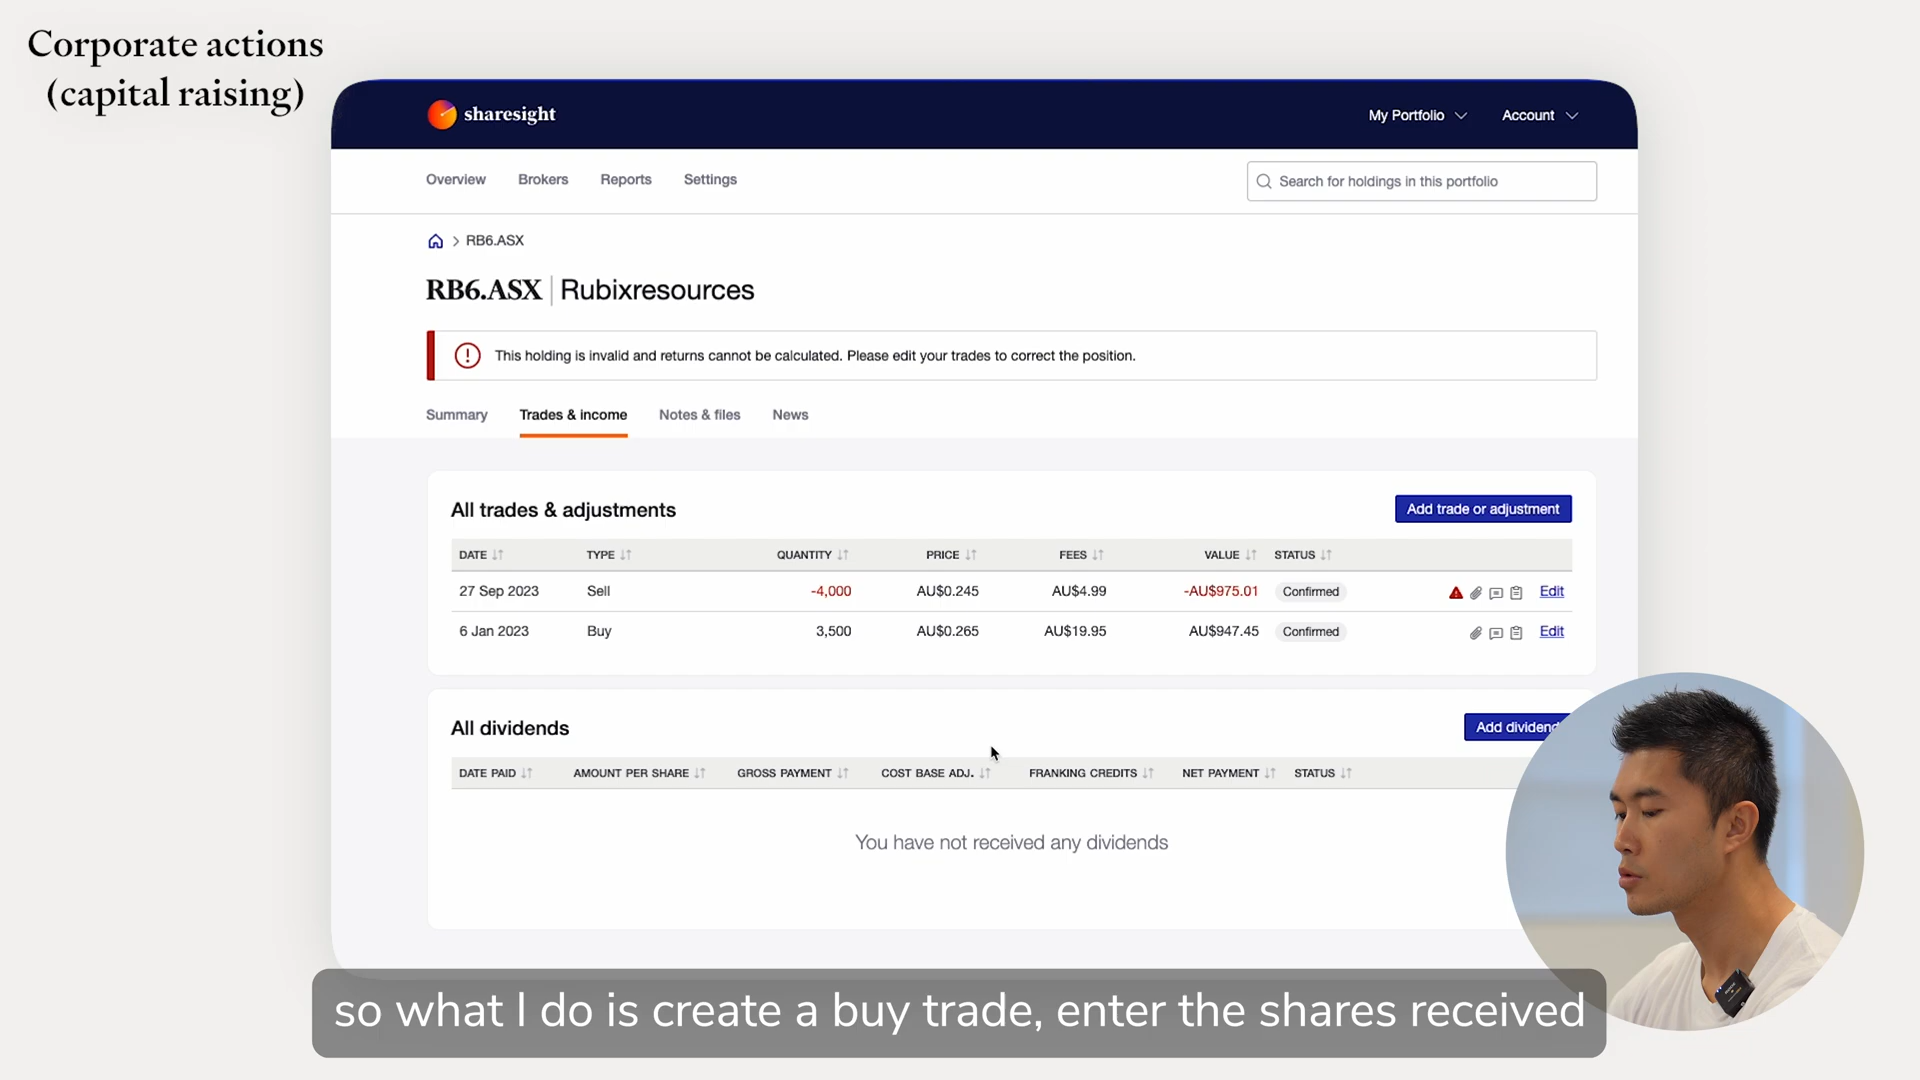 Corporate actions
(capital raising)
sharesight
My Portfolio
Account
Overview
Brokers
Reports
Settings
Search for holdings in this portfolio
RB6.ASX
RB6.ASX | Rubixresources
This holding is invalid and returns cannot be calculated. Please edit your trades to correct the position.
Summary
Trades & income
Notes & files
News
All trades & adjustments
Add trade or adjustment
DATE TYPE QUANTITY PRICE FEES VALUE STATUS
27 Sep 2023 Sell -4,000 AU$0.245 AU$4.99 -AU$975.01 Confirmed Edit
6 Jan 2023 Buy 3,500 AU$0.265 AU$19.95 AU$947.45 Confirmed Edit
All dividends
Add dividend
DATE PAID AMOUNT PER SHARE GROSS PAYMENT COST BASE ADJ. FRANKING CREDITS NET PAYMENT STATUS
You have not received any dividends
so what I do is create a buy trade, enter the shares received